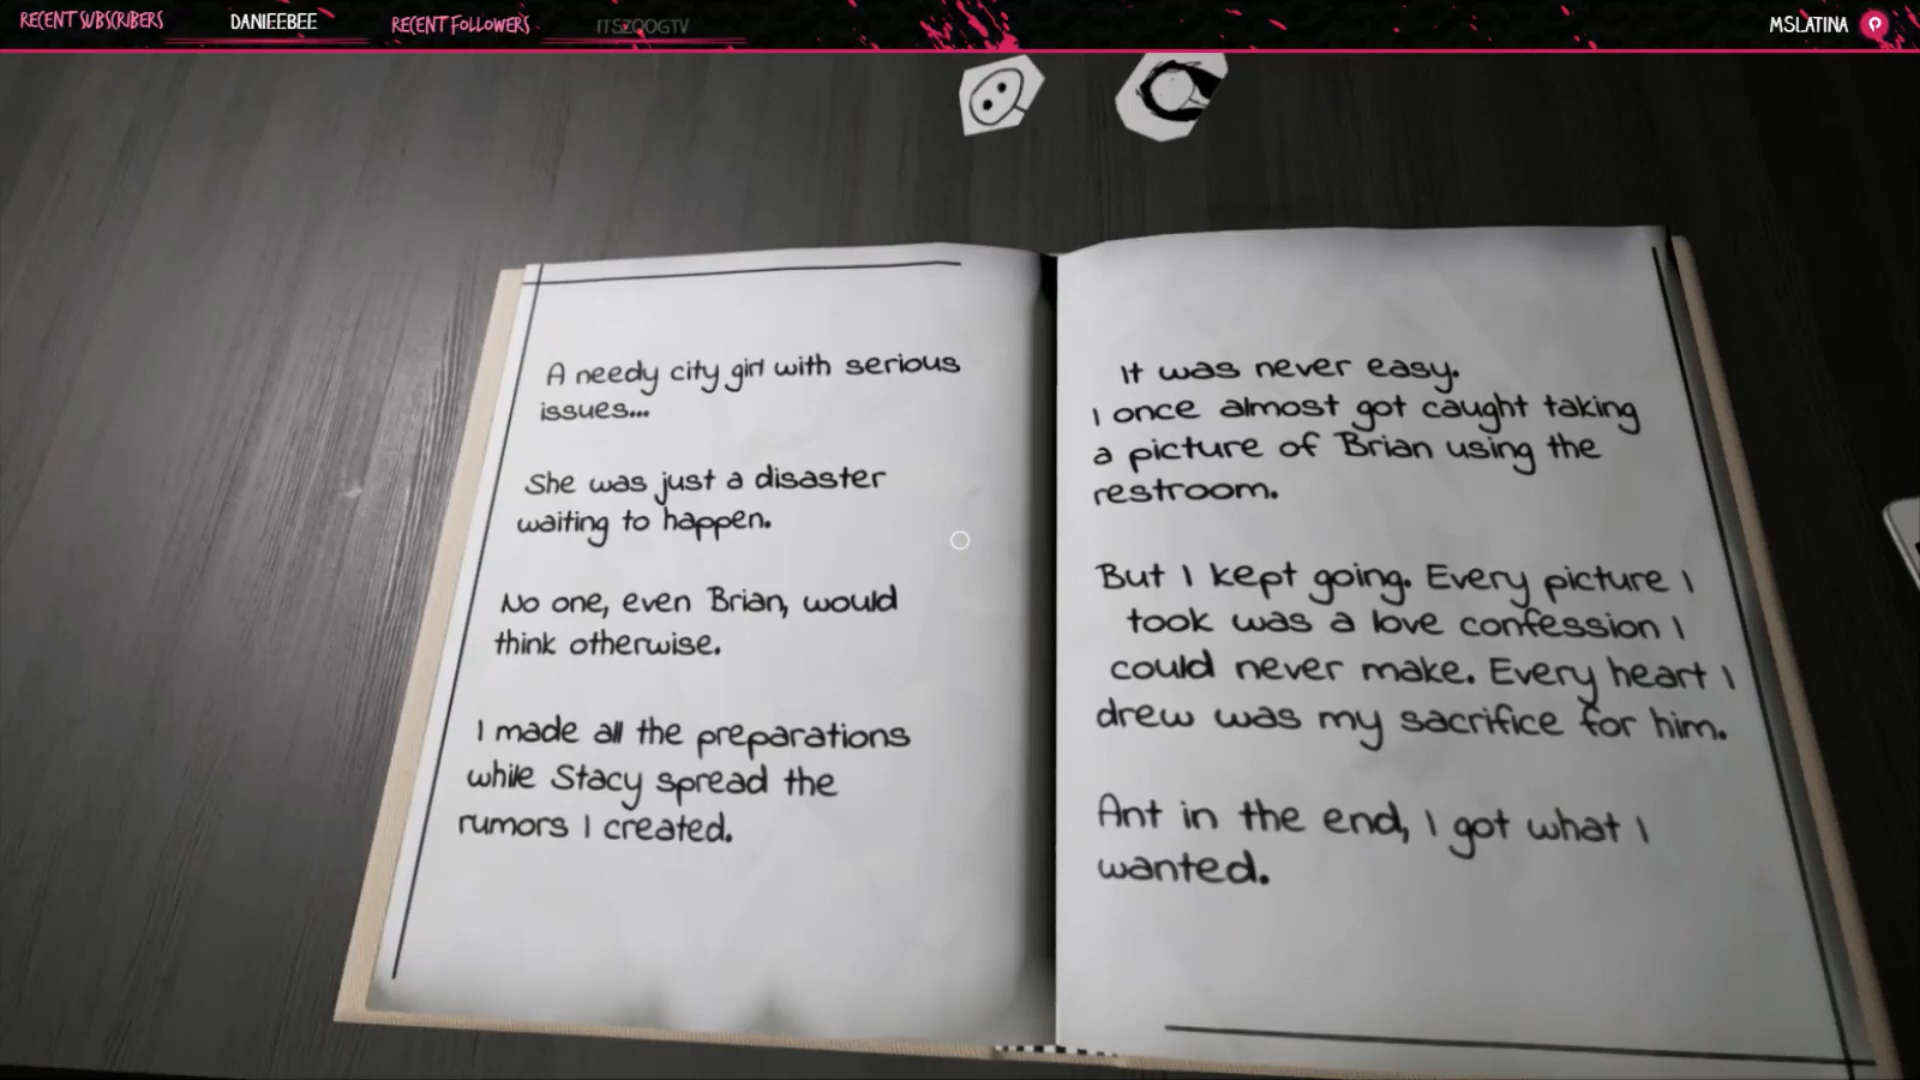 RECENT SUBSCRIBERS
DANIEEBEE
RECENT FOLLOWERS
ITSZOOGTV
MSLATINA
A needy city girl with serious
issues...
She was just a disaster
waiting to happen.
No one, even Brian, would
think otherwise.
I made all the preparations
while Stacy spread the
rumors I created.
It was never easy.
I once almost got caught taking
a picture of Brian using the
restroom.
But I kept going. Every picture I
took was a love confession I
could never make. Every heart I
drew was my sacrifice for him.
Ant in the end, I got what I
wanted.